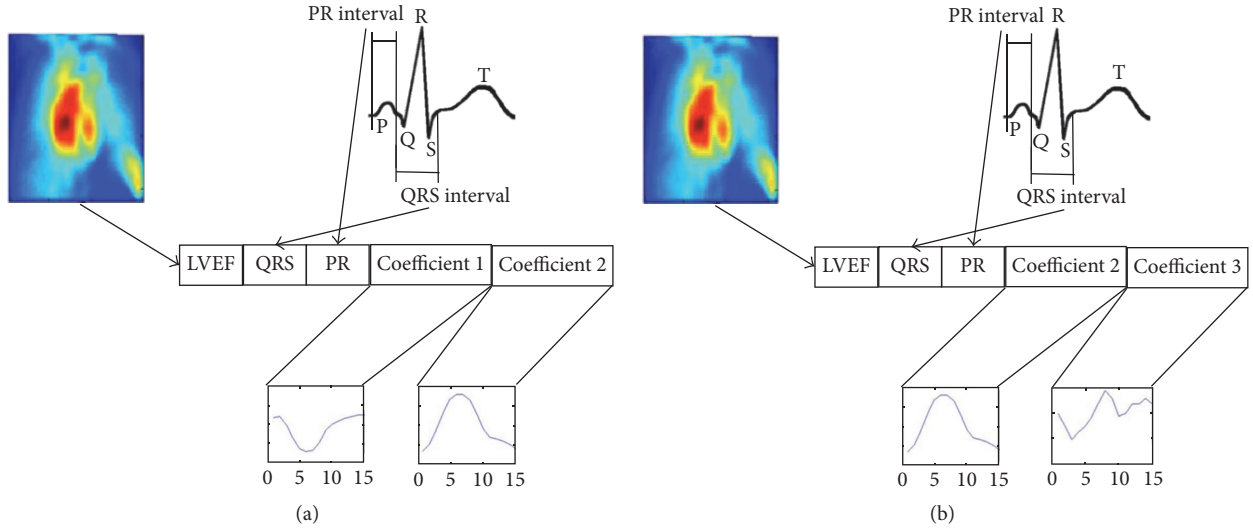 PR interval R
P
Q
S
T
QRS interval
LVEF QRS PR Coefficient 1 Coefficient 2
0 5 10 15 0 5 10 15
(a)
PR interval R
P
Q
S
T
QRS interval
LVEF QRS PR Coefficient 2 Coefficient 3
0 5 10 15 0 5 10 15
(b)